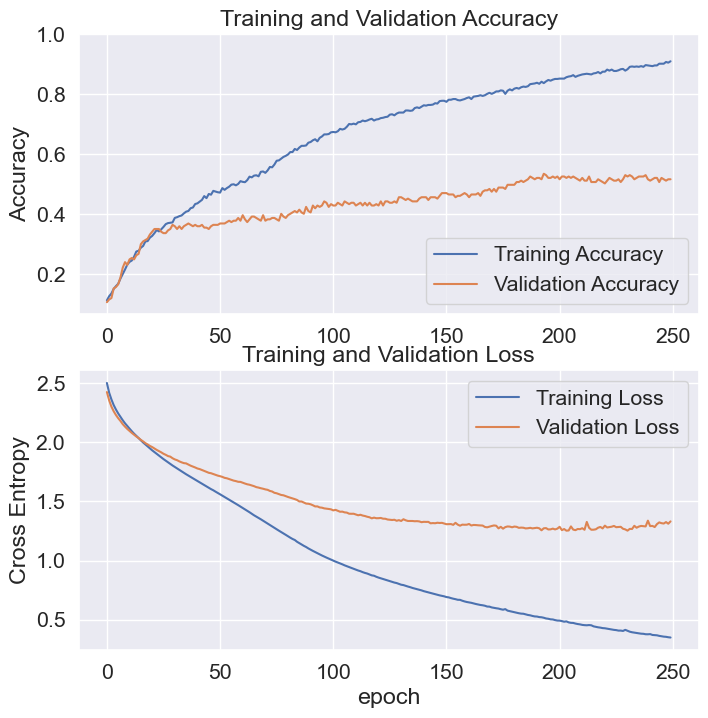 Training and Validation Accuracy
1.0
0.8
0.6
0.4
0.2
Accuracy
Training Accuracy
Validation Accuracy
0 50 100 150 200 250
Training and Validation Loss
2.5
2.0
1.5
1.0
0.5
Cross Entropy
Training Loss
Validation Loss
0 50 100 150 200 250
epoch